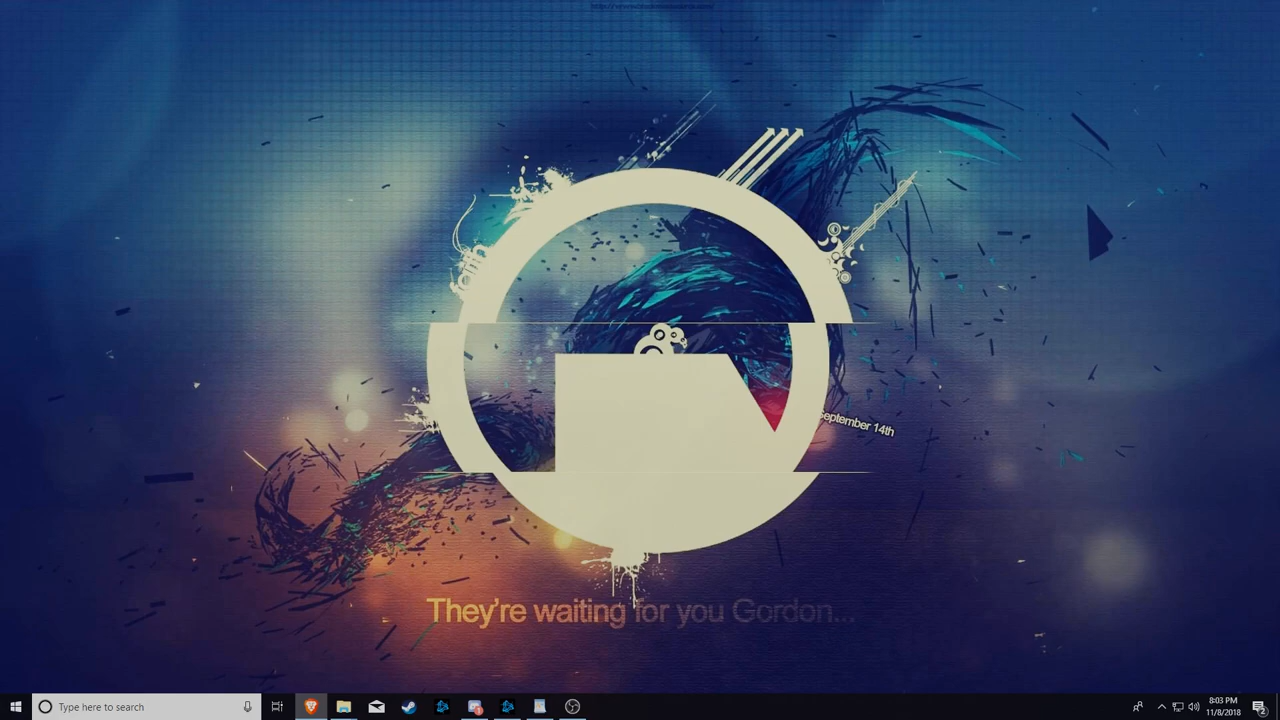 September 14th
They're waiting for you Gordon...
Type here to search
8:03 PM
11/8/2018